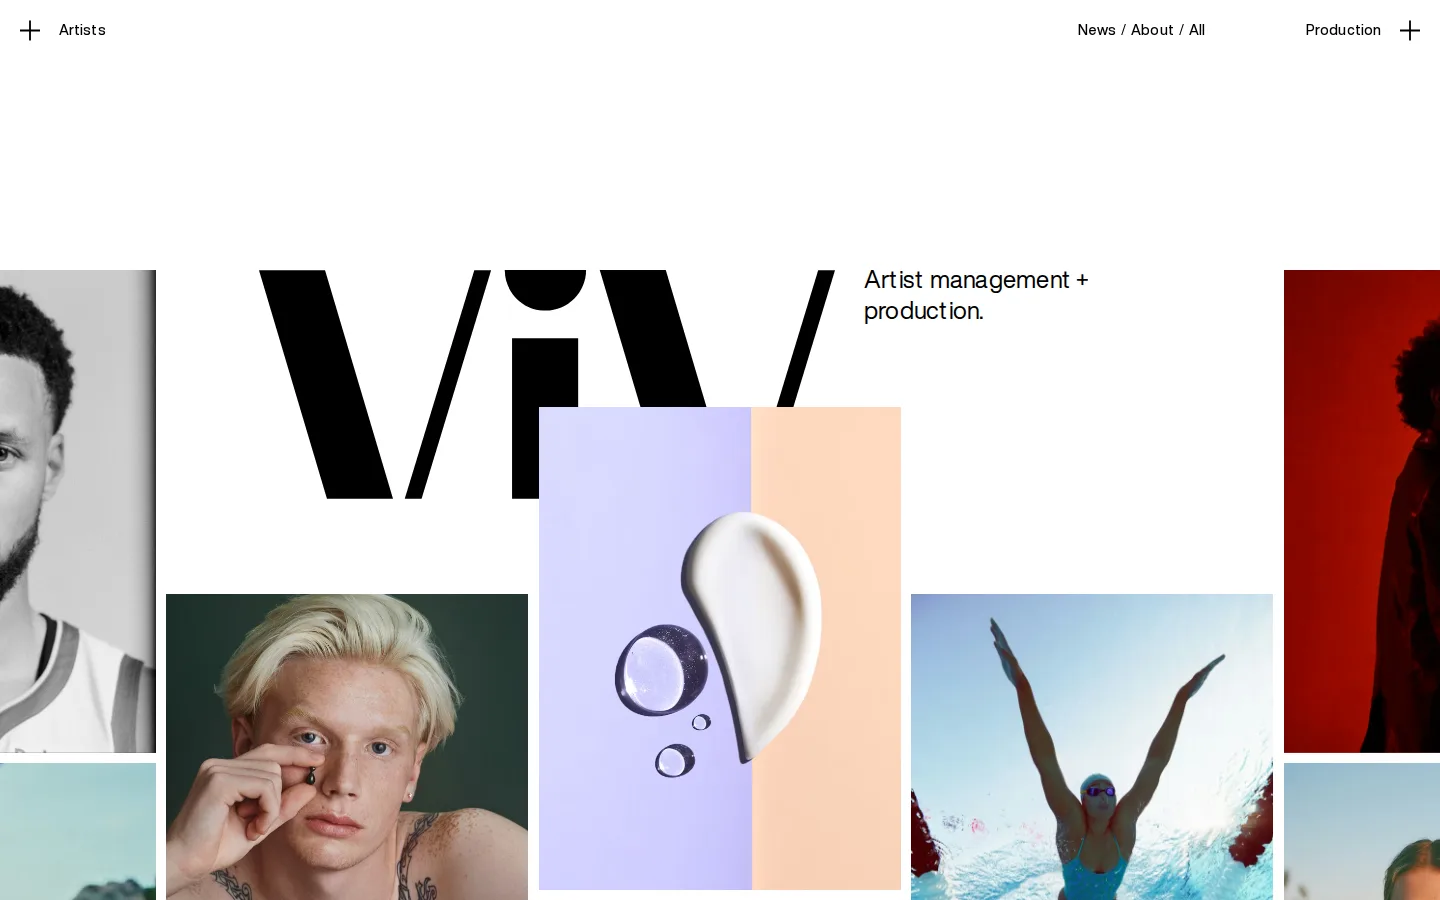 Artists
News / About / All
Production
ViV
Artist management +
production.